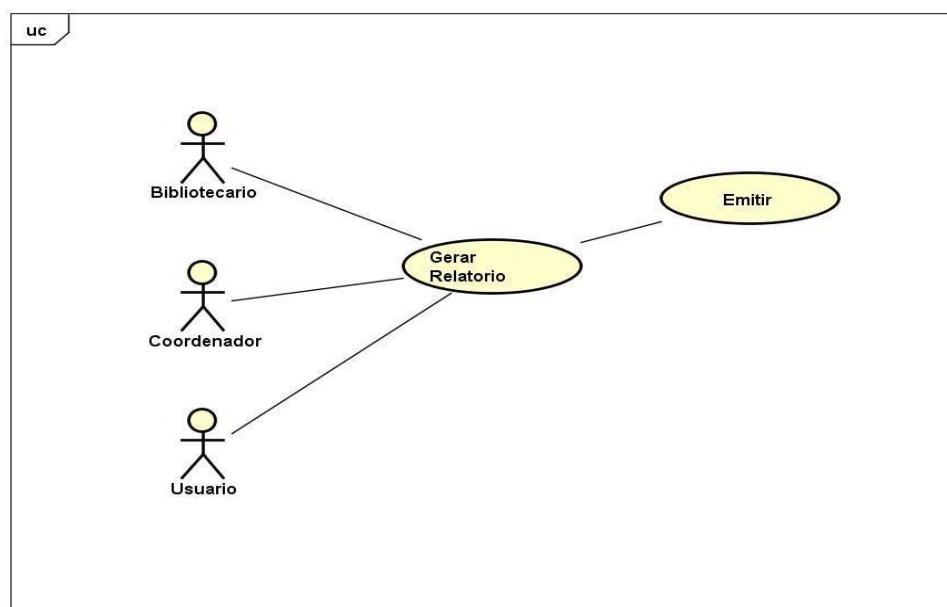 uc
Bibliotecario
Emitir
Gerar
Relatorio
Coordenador
Usuario